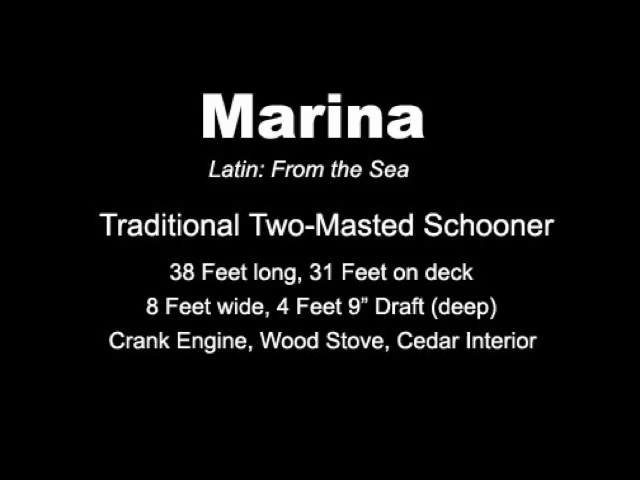 Marina
Latin: From the Sea
Traditional Two-Masted Schooner
38 Feet long, 31 Feet on deck
8 Feet wide, 4 Feet 9” Draft (deep)
Crank Engine, Wood Stove, Cedar Interior